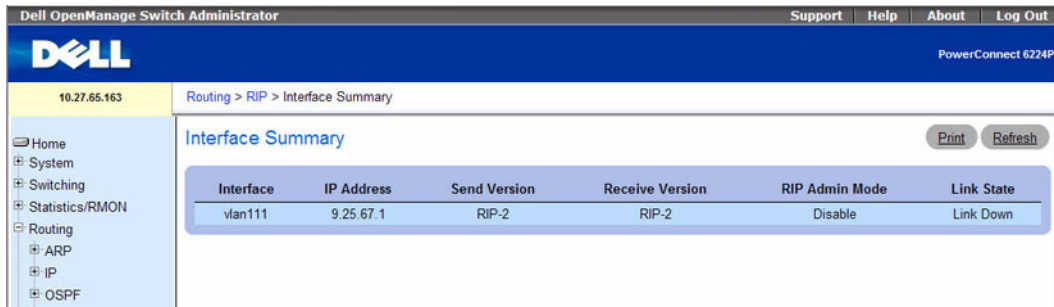 Dell OpenManage Switch Administrator Support Help About Log Out
DELL
PowerConnect 6224P
10.27.65.163
Routing > RIP > Interface Summary
Home
System
Switching
Statistics/RMON
Routing
ARP
IP
OSPF
Interface Summary
Print Refresh
Interface IP Address Send Version Receive Version RIP Admin Mode Link State
vlan111 9.25.67.1 RIP-2 RIP-2 Disable Link Down